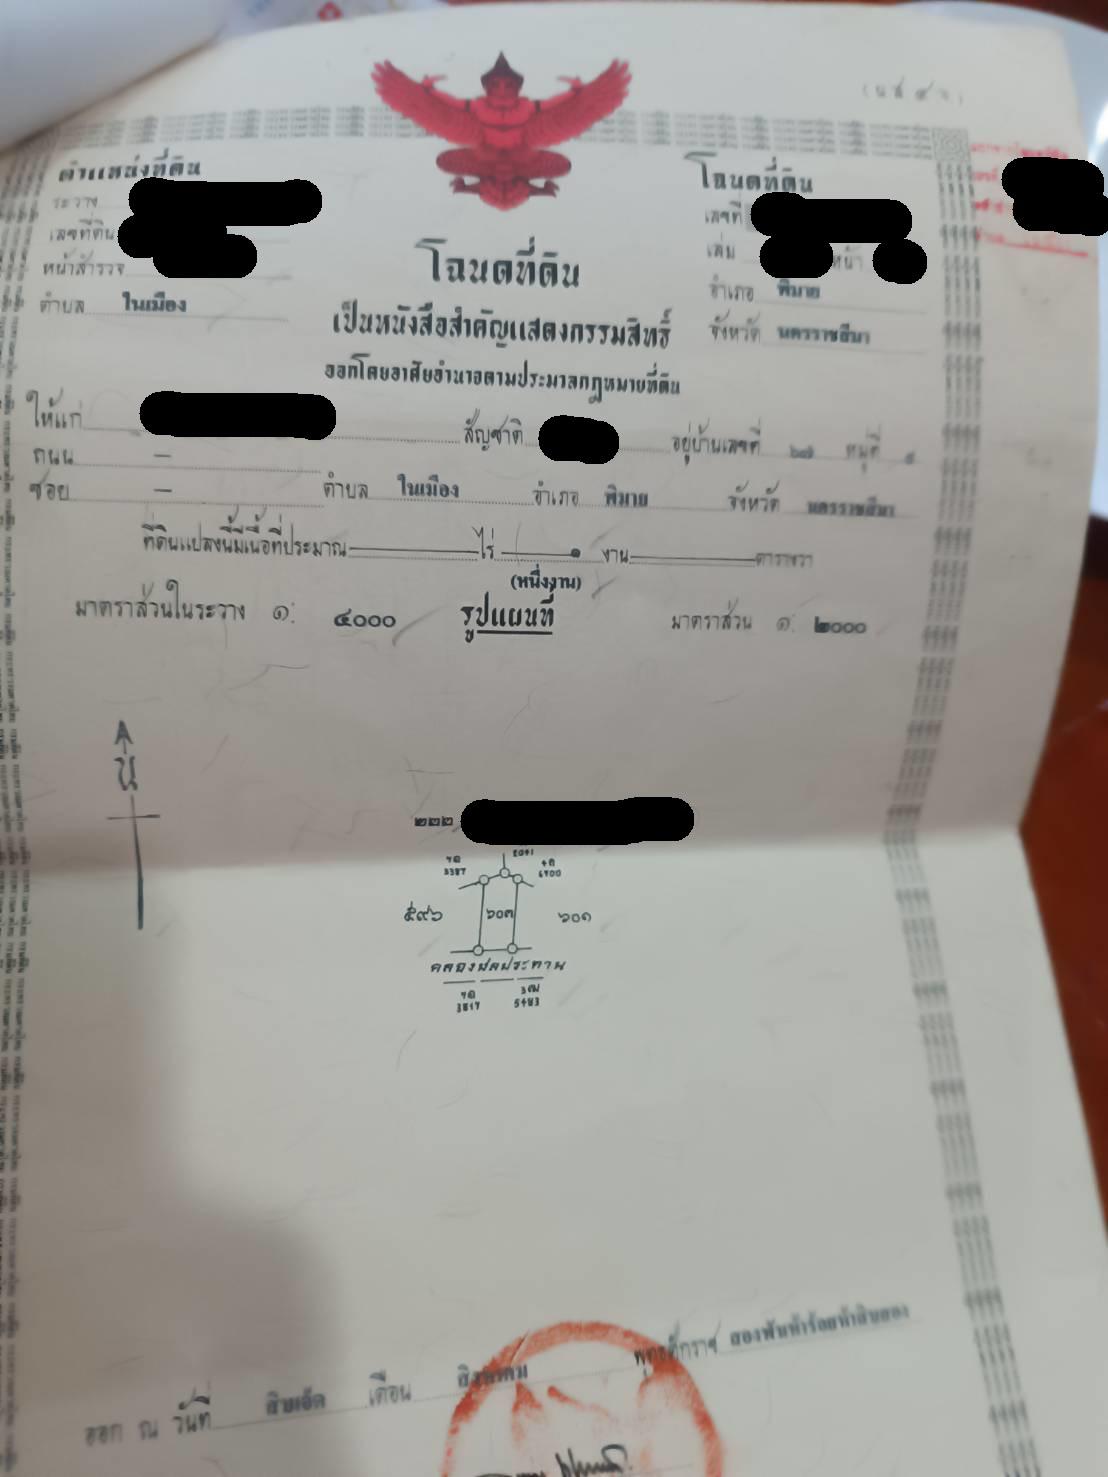 (น.ส. ๔ จ)
ตำแหน่งที่ดิน
ระวาง
เลขที่ดิน
หน้าสำรวจ
ตำบล ในเมือง
โฉนดที่ดิน
เลขที่
เล่ม หน้า
อำเภอ พิมาย
จังหวัด นครราชสีมา
โฉนดที่ดิน
เป็นหนังสือสำคัญแสดงกรรมสิทธิ์
ออกโดยอาศัยอำนาจตามประมวลกฎหมายที่ดิน
ให้แก่ สัญชาติ อยู่บ้านเลขที่ ๖๗ หมู่ที่
ถนน —
ซอย — ตำบล ในเมือง อำเภอ พิมาย จังหวัด นครราชสีมา
ที่ดินแปลงนี้มีเนื้อที่ประมาณ ไร่ ๑ งาน ตารางวา
(หนึ่งงาน)
มาตราส่วนในระวาง ๑: ๔๐๐๐ รูปแผนที่ มาตราส่วน ๑: ๒๐๐๐
น
๒๒๒
๕๙๖ ๖๐๓ ๖๐๑
คลองชลประทาน
ออก ณ วันที่ สิบเอ็ด เดือน สิงหาคม พุทธศักราช สองพันห้าร้อยห้าสิบสอง